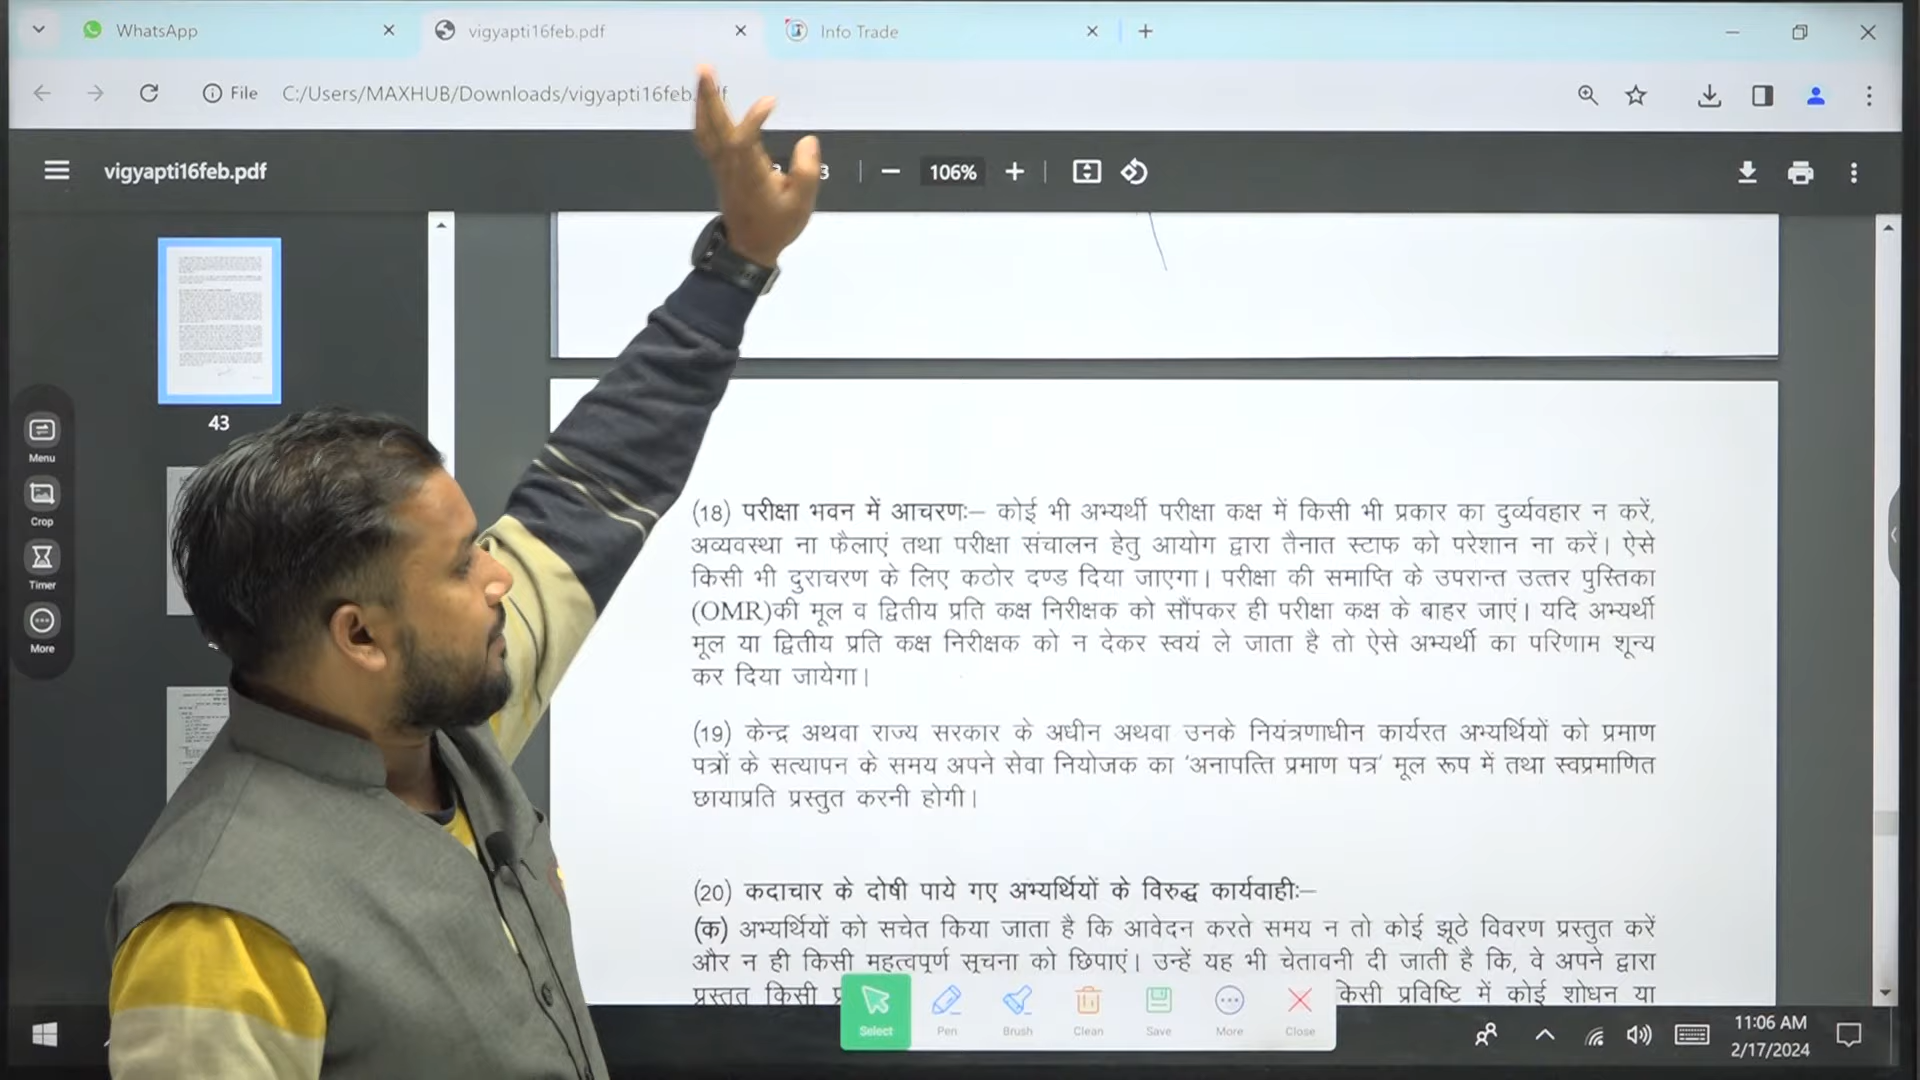 WhatsApp
vigyapti16feb.pdf
Info Trade
File
C:/Users/MAXHUB/Downloads/vigyapti16feb.
vigyapti16feb.pdf
3
106%
43
Menu
Crop
Timer
More
(18) परीक्षा भवन में आचरणः– कोई भी अभ्यर्थी परीक्षा कक्ष में किसी भी प्रकार का दुर्व्यवहार न करें,
अव्यवस्था ना फैलाएं तथा परीक्षा संचालन हेतु आयोग द्वारा तैनात स्टाफ को परेशान ना करें। ऐसे
किसी भी दुराचरण के लिए कठोर दण्ड दिया जाएगा। परीक्षा की समाप्ति के उपरान्त उत्तर पुस्तिका
(OMR)की मूल व द्वितीय प्रति कक्ष निरीक्षक को सौंपकर ही परीक्षा कक्ष के बाहर जाएं। यदि अभ्यर्थी
मूल या द्वितीय प्रति कक्ष निरीक्षक को न देकर स्वयं ले जाता है तो ऐसे अभ्यर्थी का परिणाम शून्य
कर दिया जायेगा।
(19) केन्द्र अथवा राज्य सरकार के अधीन अथवा उनके नियंत्रणाधीन कार्यरत अभ्यर्थियों को प्रमाण
पत्रों के सत्यापन के समय अपने सेवा नियोजक का 'अनापत्ति प्रमाण पत्र' मूल रूप में तथा स्वप्रमाणित
छायाप्रति प्रस्तुत करनी होगी।
(20) कदाचार के दोषी पाये गए अभ्यर्थियों के विरुद्ध कार्यवाहीः–
(क) अभ्यर्थियों को सचेत किया जाता है कि आवेदन करते समय न तो कोई झूठे विवरण प्रस्तुत करें
और न ही किसी महत्वपूर्ण सूचना को छिपाएं। उन्हें यह भी चेतावनी दी जाती है कि, वे अपने द्वारा
प्रस्तुत किसी किसी प्रविष्टि में कोई शोधन या
Select
Pen
Brush
Clean
Save
More
Close
11:06 AM
2/17/2024